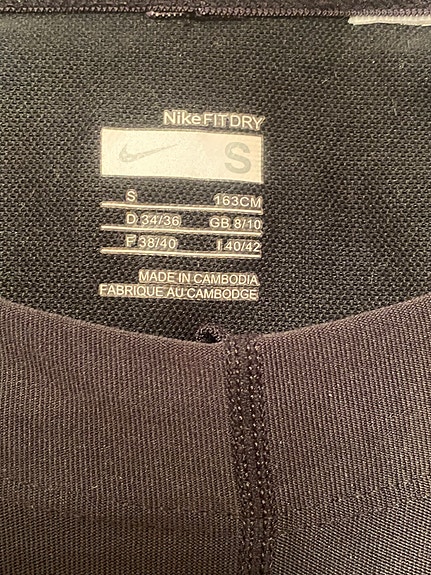 NikeFITDRY
S
S 163CM
D 34/36 GB 8/10
F 38/40 I 40/42
MADE IN CAMBODIA
FABRIQUE AU CAMBODGE